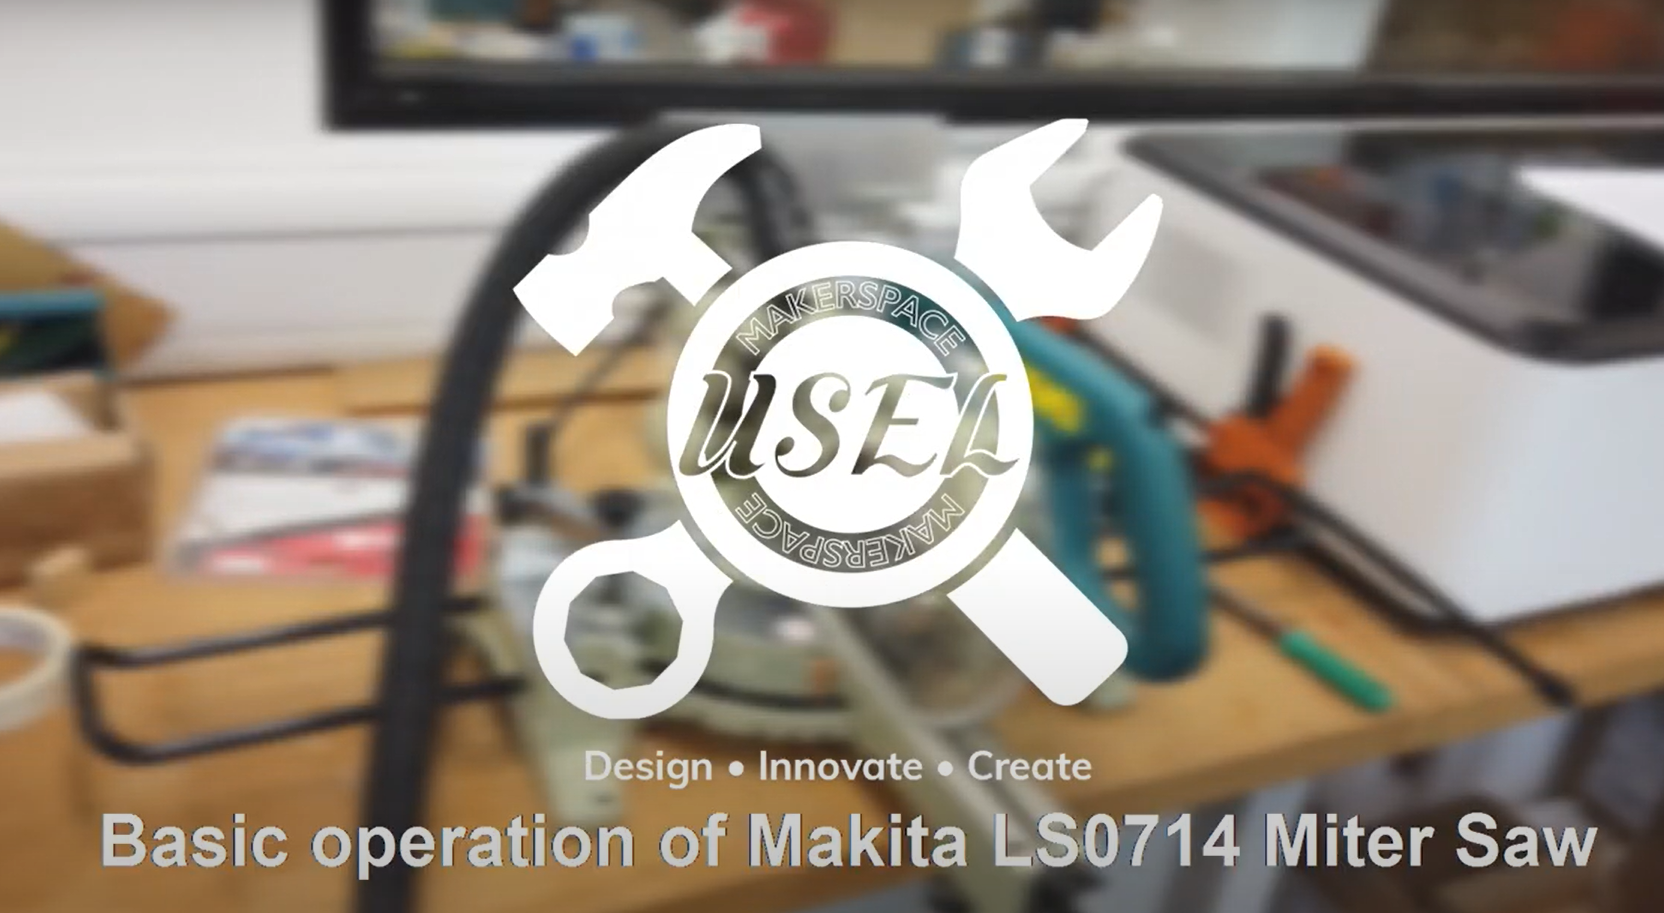 MAKERSPACE
USEL
MAKERSPACE
Design • Innovate • Create
Basic operation of Makita LS0714 Miter Saw